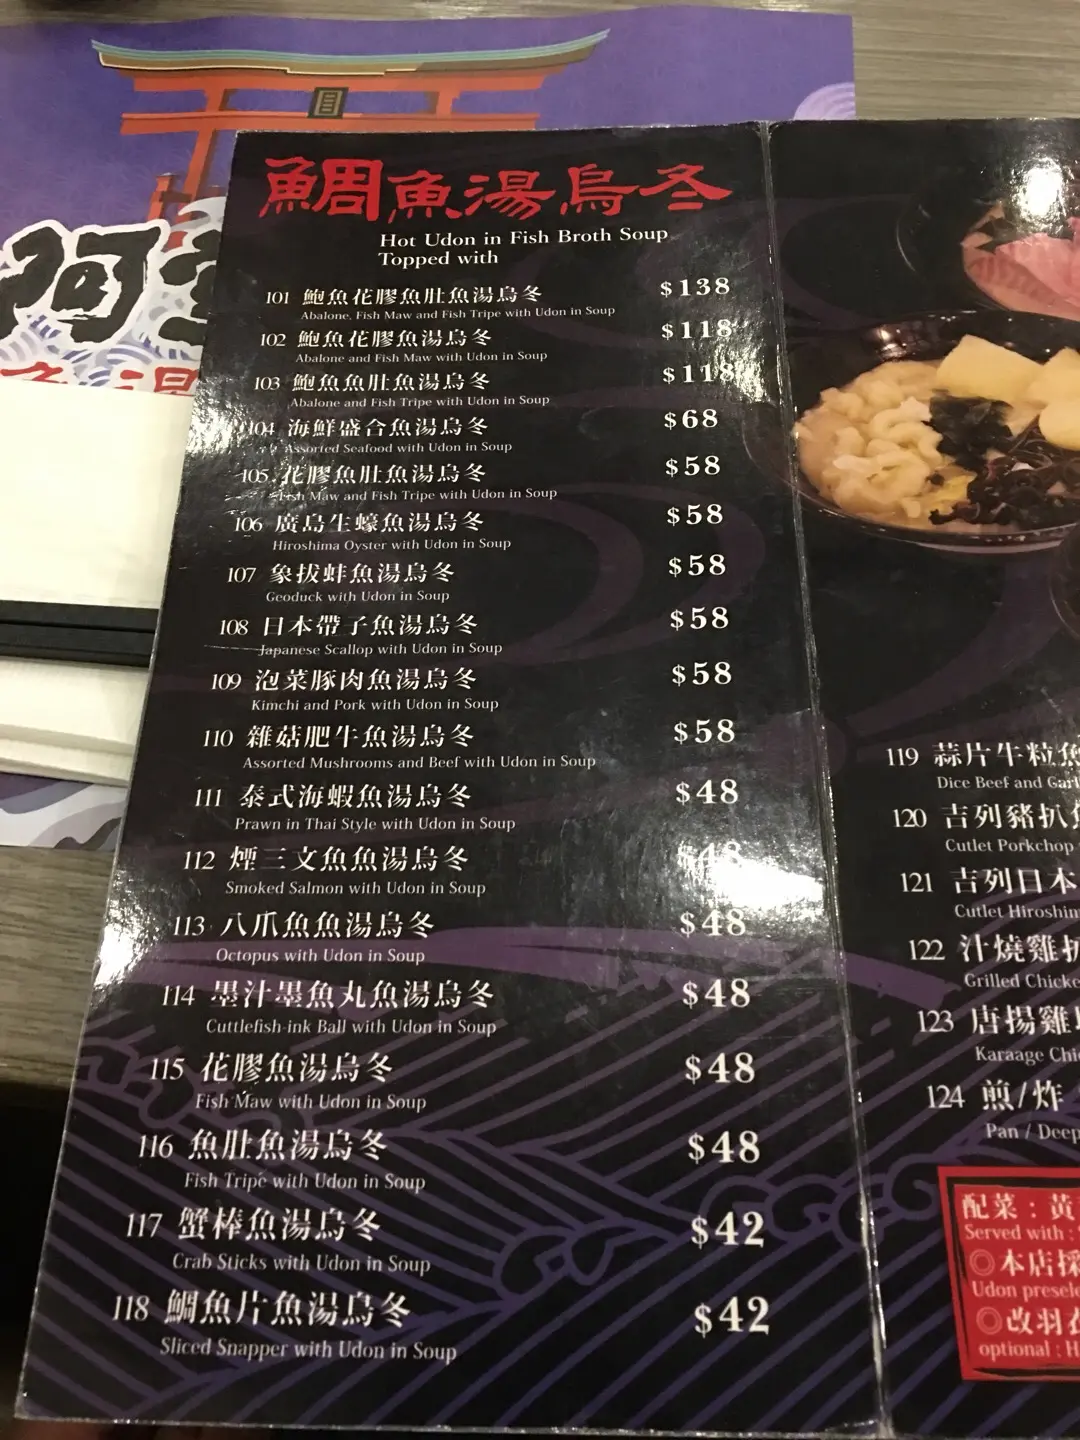 鯛魚湯烏冬
Hot Udon in Fish Broth Soup
Topped with
101 鮑魚花膠魚肚魚湯烏冬 $138
Abalone, Fish Maw and Fish Tripe with Udon in Soup
102 鮑魚花膠魚湯烏冬 $118
Abalone and Fish Maw with Udon in Soup
103 鮑魚魚肚魚湯烏冬 $118
Abalone and Fish Tripe with Udon in Soup
104 海鮮盛合魚湯烏冬 $68
Assorted Seafood with Udon in Soup
105 花膠魚肚魚湯烏冬 $58
Fish Maw and Fish Tripe with Udon in Soup
106 廣島生蠔魚湯烏冬 $58
Hiroshima Oyster with Udon in Soup
107 象拔蚌魚湯烏冬 $58
Geoduck with Udon in Soup
108 日本帶子魚湯烏冬 $58
Japanese Scallop with Udon in Soup
109 泡菜豚肉魚湯烏冬 $58
Kimchi and Pork with Udon in Soup
110 雜菇肥牛魚湯烏冬 $58
Assorted Mushrooms and Beef with Udon in Soup
111 泰式海蝦魚湯烏冬 $48
Prawn in Thai Style with Udon in Soup
112 煙三文魚魚湯烏冬 $48
Smoked Salmon with Udon in Soup
113 八爪魚魚湯烏冬 $48
Octopus with Udon in Soup
114 墨汁墨魚丸魚湯烏冬 $48
Cuttlefish-ink Ball with Udon in Soup
115 花膠魚湯烏冬 $48
Fish Maw with Udon in Soup
116 魚肚魚湯烏冬 $48
Fish Tripe with Udon in Soup
117 蟹棒魚湯烏冬 $42
Crab Sticks with Udon in Soup
118 鯛魚片魚湯烏冬 $42
Sliced Snapper with Udon in Soup
119 蒜片牛粒
Dice Beef and
120 吉列豬扒
Cutlet Porkchop
121 吉列日本
Cutlet
122 汁燒雞扒
Grilled
123 唐揚雞
Karaage
124 煎/炸
Pan / Deep
配菜：黃
Served with :
◎本店採
Udon
◎改羽
optional :
阿
魚湯